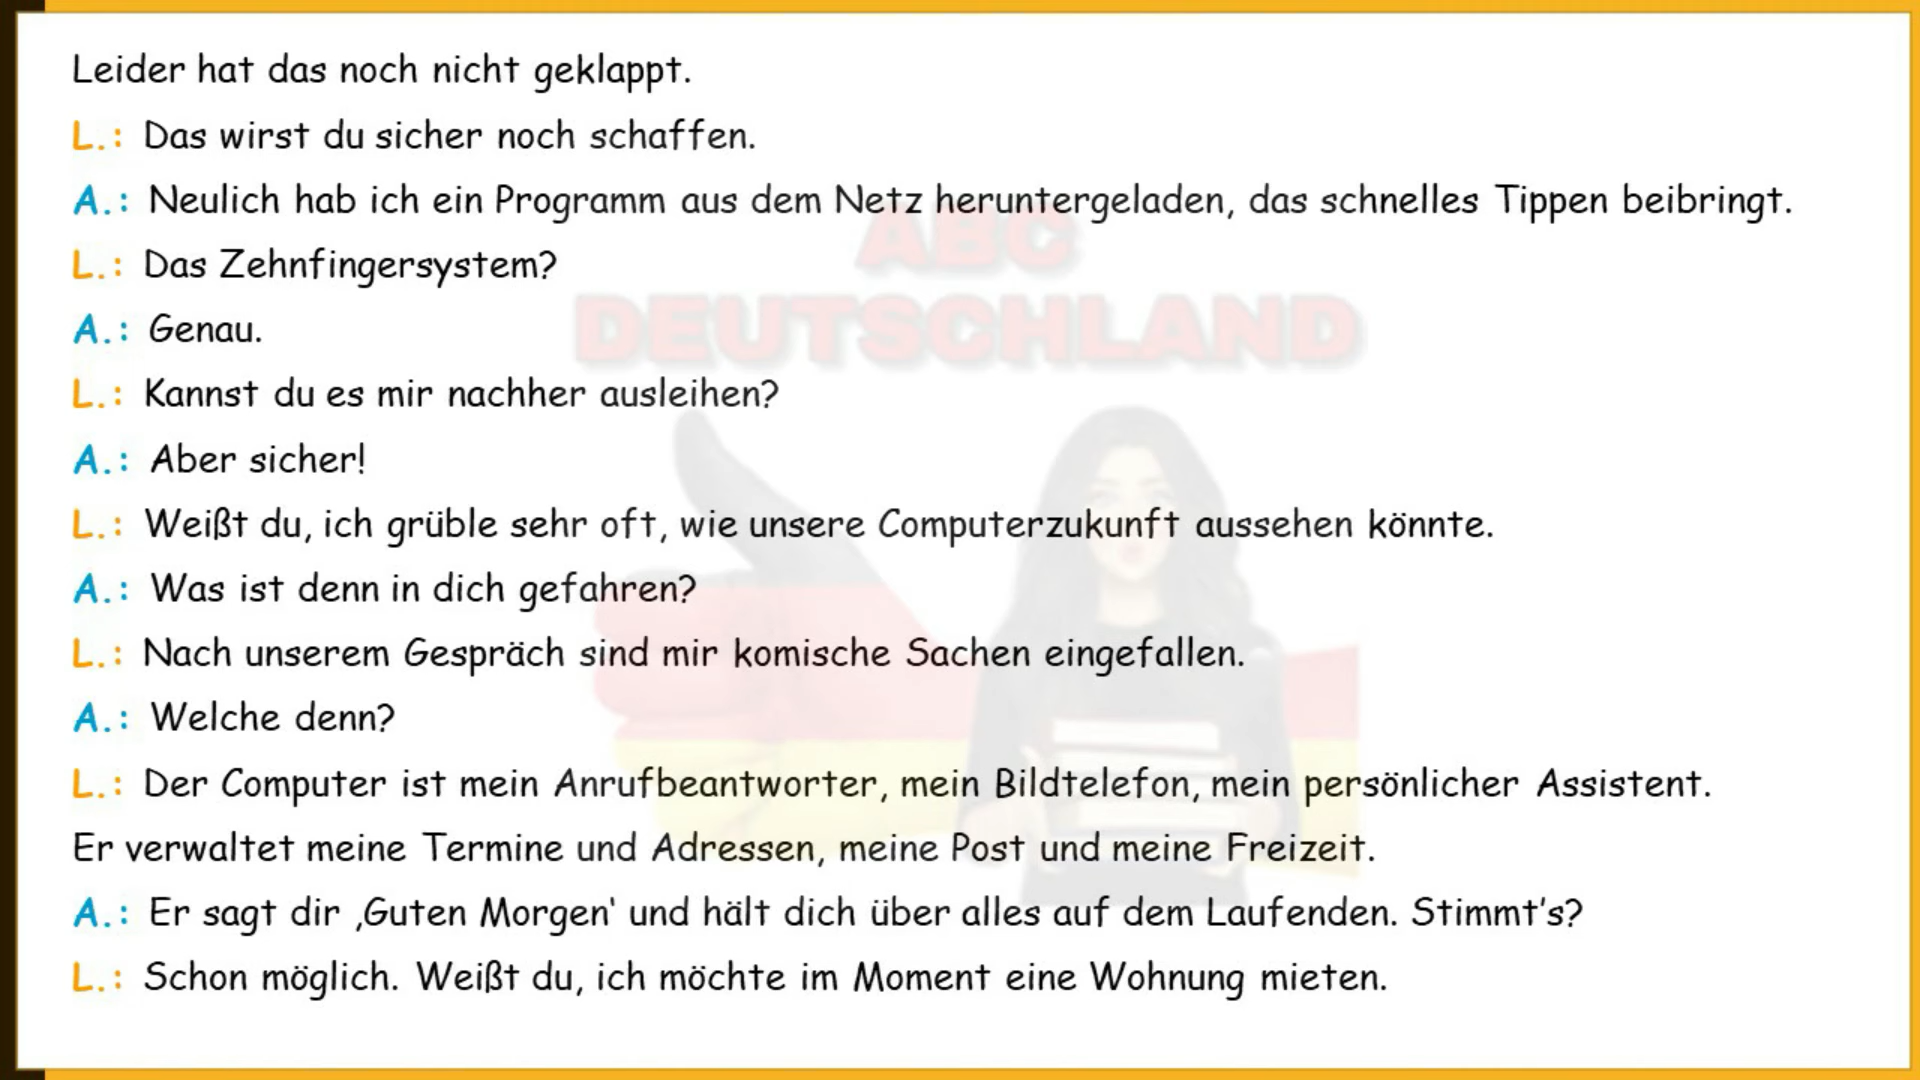 Leider hat das noch nicht geklappt.
L.: Das wirst du sicher noch schaffen.
A.: Neulich hab ich ein Programm aus dem Netz heruntergeladen, das schnelles Tippen beibringt.
ABC
L.: Das Zehnfingersystem?
DEUTSCHLAND
A.: Genau.
L.: Kannst du es mir nachher ausleihen?
A.: Aber sicher!
L.: Weißt du, ich grüble sehr oft, wie unsere Computerzukunft aussehen könnte.
A.: Was ist denn in dich gefahren?
L.: Nach unserem Gespräch sind mir komische Sachen eingefallen.
A.: Welche denn?
L.: Der Computer ist mein Anrufbeantworter, mein Bildtelefon, mein persönlicher Assistent.
Er verwaltet meine Termine und Adressen, meine Post und meine Freizeit.
A.: Er sagt dir ‚Guten Morgen' und hält dich über alles auf dem Laufenden. Stimmt's?
L.: Schon möglich. Weißt du, ich möchte im Moment eine Wohnung mieten.